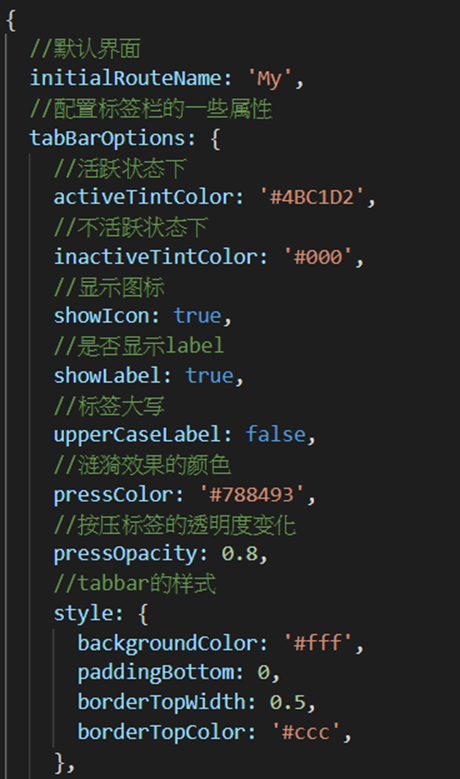 {
//默认界面
initialRouteName: 'My',
//配置标签栏的一些属性
tabBarOptions: {
//活跃状态下
activeTintColor: '#4BC1D2',
//不活跃状态下
inactiveTintColor: '#000',
//显示图标
showIcon: true,
//是否显示label
showLabel: true,
//标签大写
upperCaseLabel: false,
//涟漪效果的颜色
pressColor: '#788493',
//按压标签的透明度变化
pressOpacity: 0.8,
//tabbar的样式
style: {
backgroundColor: '#fff',
paddingBottom: 0,
borderTopWidth: 0.5,
borderTopColor: '#ccc',
},